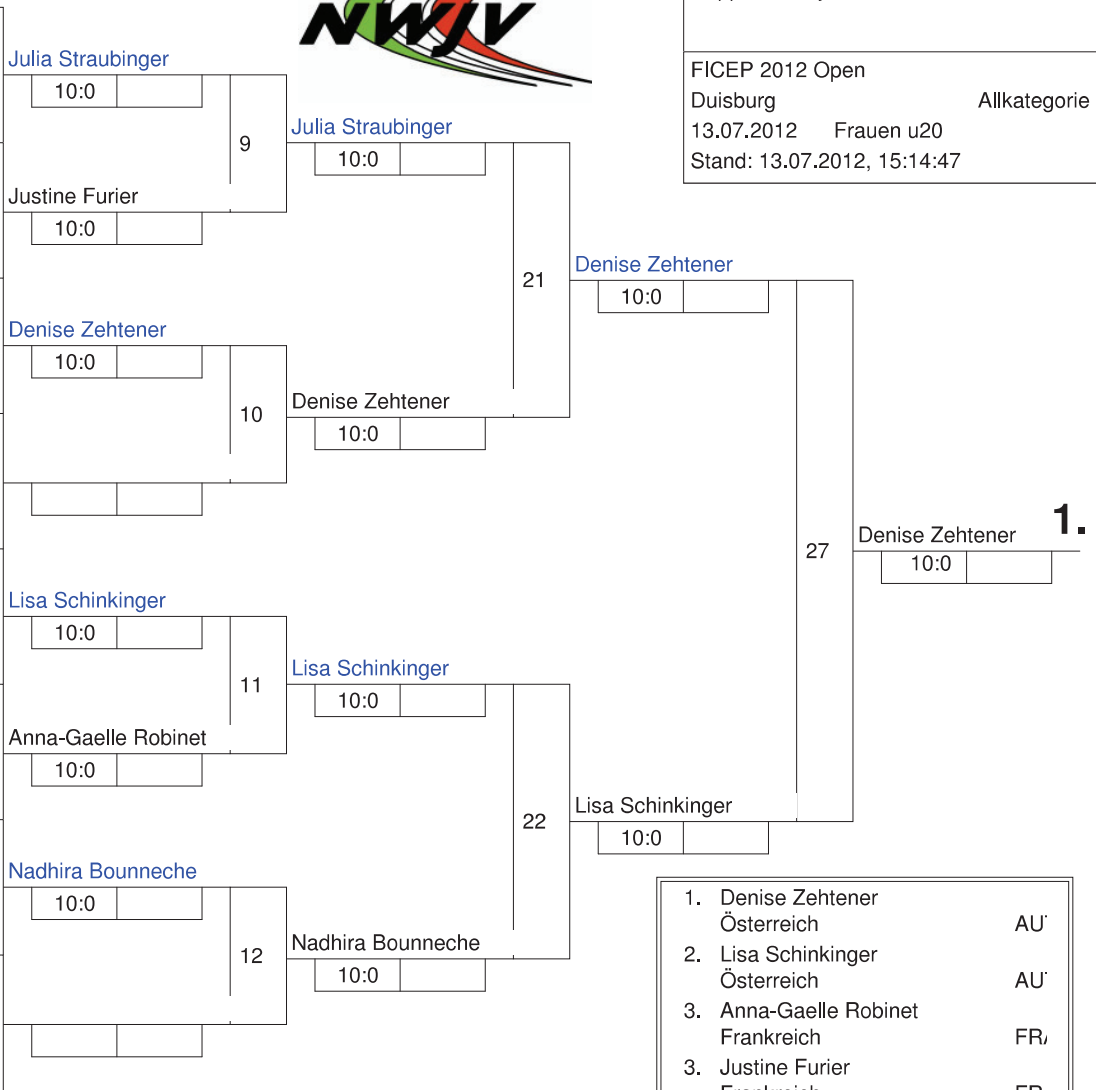 NWJV
FICEP 2012 Open
Duisburg Allkategorie
13.07.2012 Frauen u20
Stand: 13.07.2012, 15:14:47
Julia Straubinger
10:0
9
Justine Furier
10:0
Julia Straubinger
10:0
21
Denise Zehtener
10:0
Denise Zehtener
10:0
10
Denise Zehtener
10:0
27
Denise Zehtener
1.
10:0
Lisa Schinkinger
10:0
11
Lisa Schinkinger
10:0
Anna-Gaelle Robinet
10:0
22
Lisa Schinkinger
10:0
Nadhira Bounneche
10:0
12
Nadhira Bounneche
10:0
1. Denise Zehtener
Österreich
2. Lisa Schinkinger
Österreich
3. Anna-Gaelle Robinet
Frankreich
3. Justine Furier